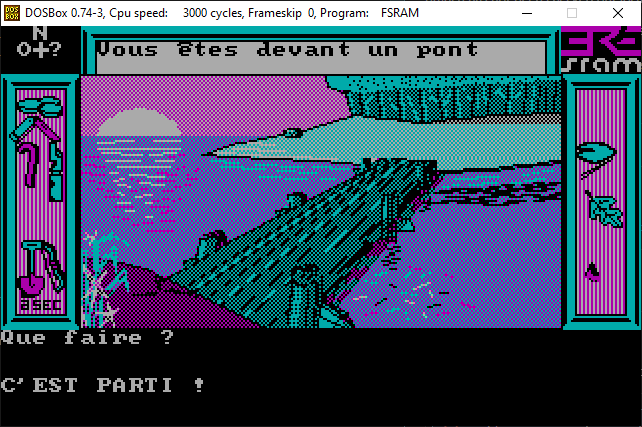 DOSBox 0.74-3, Cpu speed: 3000 cycles, Frameskip 0, Program: FSRAM
N
O+?
Vous êtes devant un pont
ERE
sram
Que faire ?
C'EST PARTI !